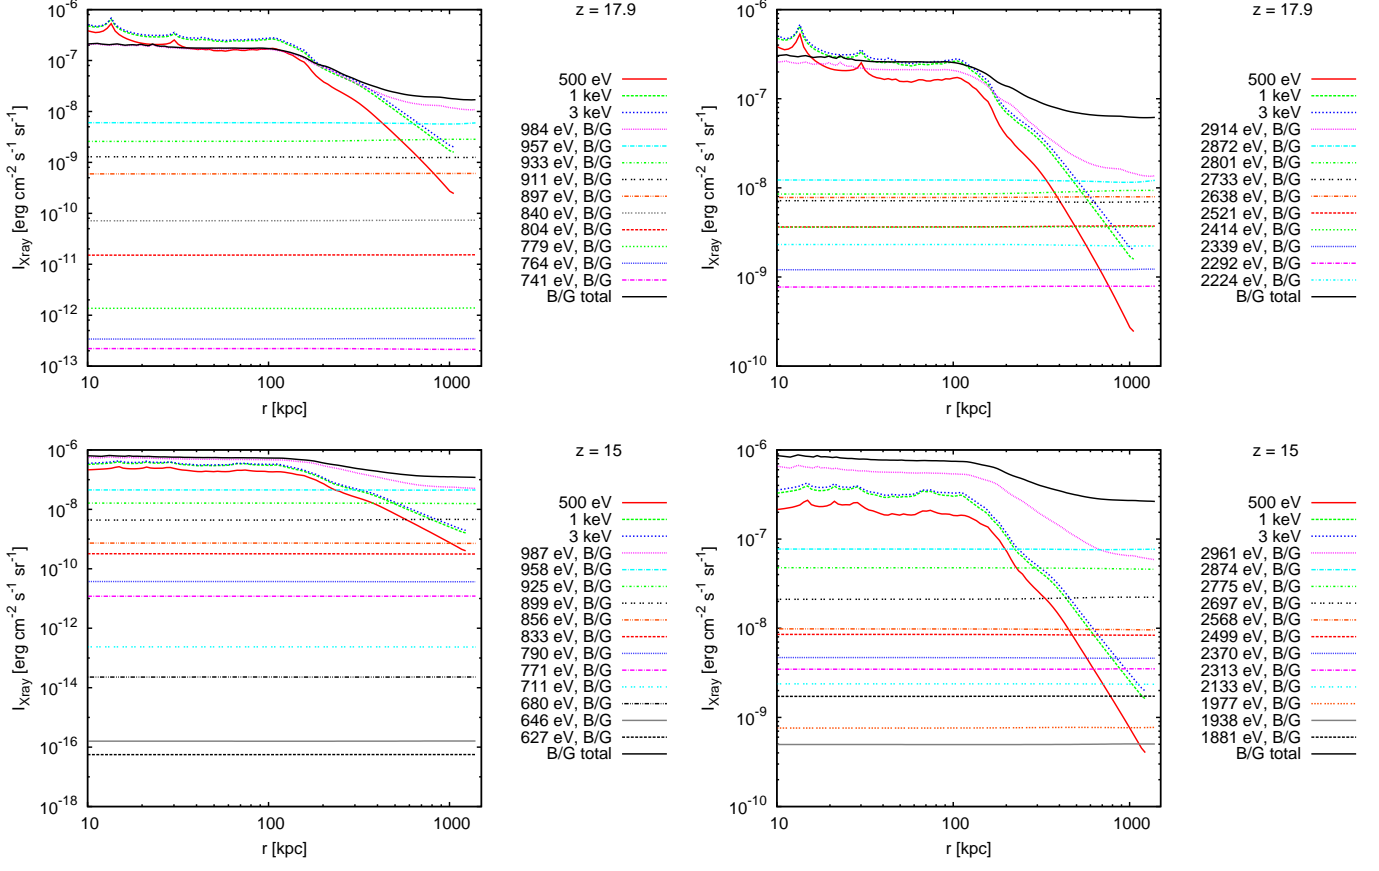 z = 17.9
I_Xray [erg cm⁻² s⁻¹ sr⁻¹]
10⁻⁶
10⁻⁷
10⁻⁸
10⁻⁹
10⁻¹⁰
10⁻¹¹
10⁻¹²
10⁻¹³
10 100 1000
r [kpc]
500 eV
1 keV
3 keV
984 eV, B/G
957 eV, B/G
933 eV, B/G
911 eV, B/G
897 eV, B/G
840 eV, B/G
804 eV, B/G
779 eV, B/G
764 eV, B/G
741 eV, B/G
B/G total
z = 17.9
I_Xray [erg cm⁻² s⁻¹ sr⁻¹]
10⁻⁶
10⁻⁷
10⁻⁸
10⁻⁹
10⁻¹⁰
10 100 1000
r [kpc]
500 eV
1 keV
3 keV
2914 eV, B/G
2872 eV, B/G
2801 eV, B/G
2733 eV, B/G
2638 eV, B/G
2521 eV, B/G
2414 eV, B/G
2339 eV, B/G
2292 eV, B/G
2224 eV, B/G
B/G total
z = 15
I_Xray [erg cm⁻² s⁻¹ sr⁻¹]
10⁻⁶
10⁻⁸
10⁻¹⁰
10⁻¹²
10⁻¹⁴
10⁻¹⁶
10⁻¹⁸
10 100 1000
r [kpc]
500 eV
1 keV
3 keV
987 eV, B/G
958 eV, B/G
925 eV, B/G
899 eV, B/G
856 eV, B/G
833 eV, B/G
790 eV, B/G
771 eV, B/G
711 eV, B/G
680 eV, B/G
646 eV, B/G
627 eV, B/G
B/G total
z = 15
I_Xray [erg cm⁻² s⁻¹ sr⁻¹]
10⁻⁶
10⁻⁷
10⁻⁸
10⁻⁹
10⁻¹⁰
10 100 1000
r [kpc]
500 eV
1 keV
3 keV
2961 eV, B/G
2874 eV, B/G
2775 eV, B/G
2697 eV, B/G
2568 eV, B/G
2499 eV, B/G
2370 eV, B/G
2313 eV, B/G
2133 eV, B/G
1977 eV, B/G
1938 eV, B/G
1881 eV, B/G
B/G total